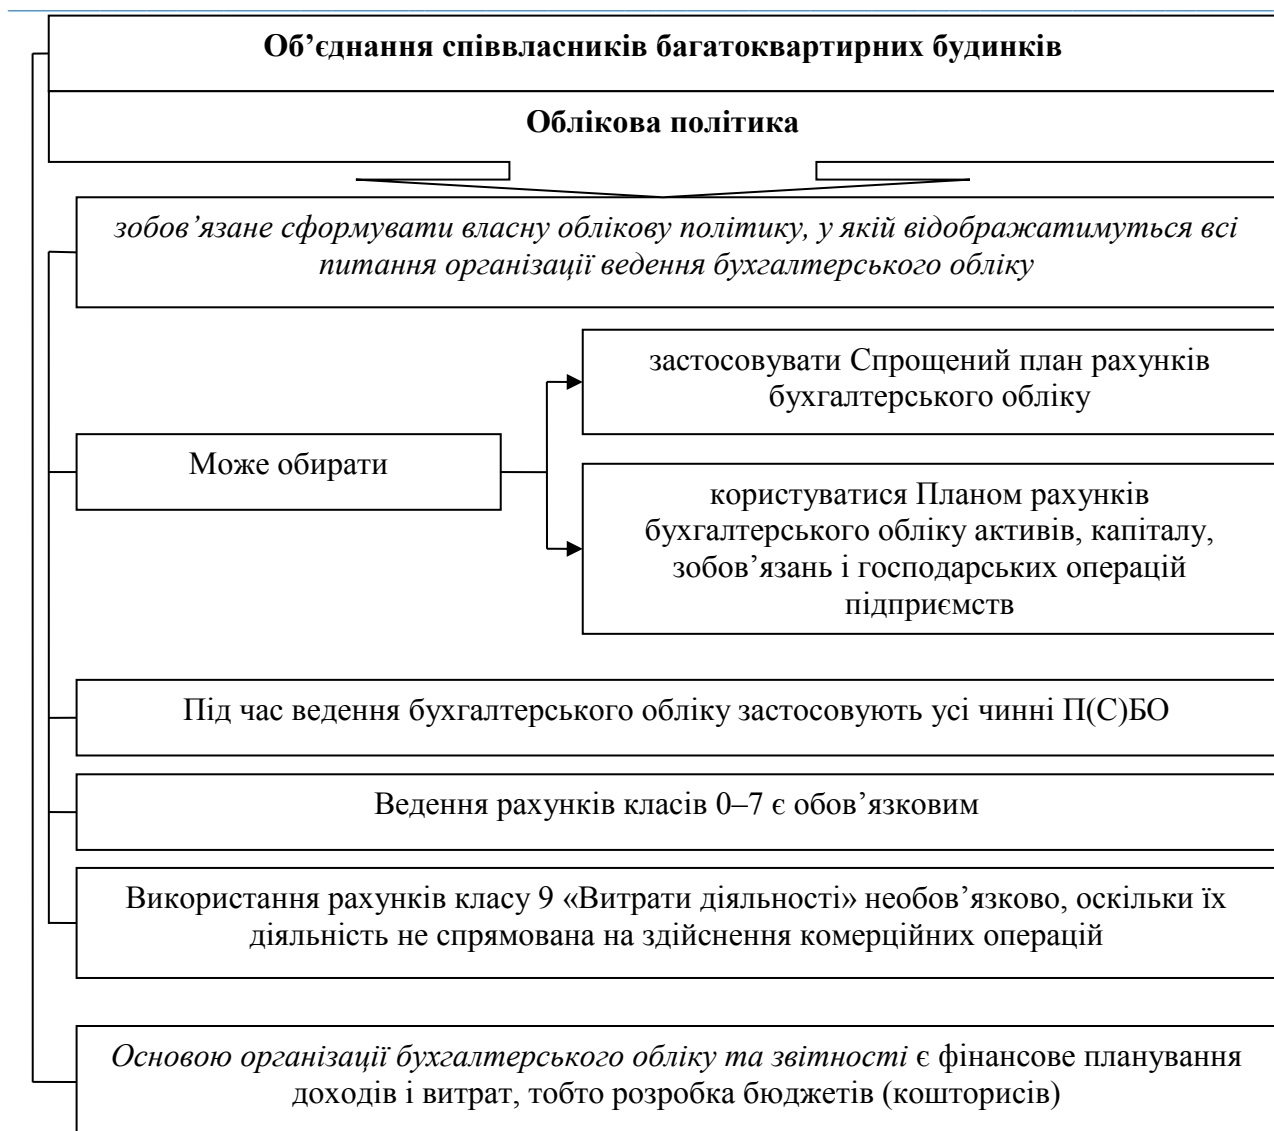 Об’єднання співвласників багатоквартирних будинків
Облікова політика
зобов’язане сформувати власну облікову політику, у якій відображатимуться всі
питання організації ведення бухгалтерського обліку
застосовувати Спрощений план рахунків
бухгалтерського обліку
Може обирати
користуватися Планом рахунків
бухгалтерського обліку активів, капіталу,
зобов’язань і господарських операцій
підприємств
Під час ведення бухгалтерського обліку застосовують усі чинні П(С)БО
Ведення рахунків класів 0–7 є обов’язковим
Використання рахунків класу 9 «Витрати діяльності» необов’язково, оскільки їх
діяльність не спрямована на здійснення комерційних операцій
Основою організації бухгалтерського обліку та звітності є фінансове планування
доходів і витрат, тобто розробка бюджетів (кошторисів)